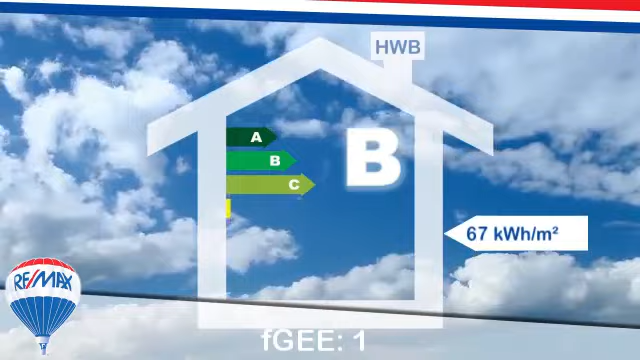 HWB
A
B
B
C
67 kWh/m²
RE/MAX
fGEE: 1